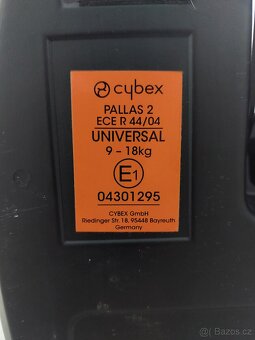 cybex
PALLAS 2
ECE R 44/04
UNIVERSAL
9 – 18kg
E1
04301295
CYBEX GmbH
Riedinger Str. 18, 95448 Bayreuth
Germany
Bazoš.cz